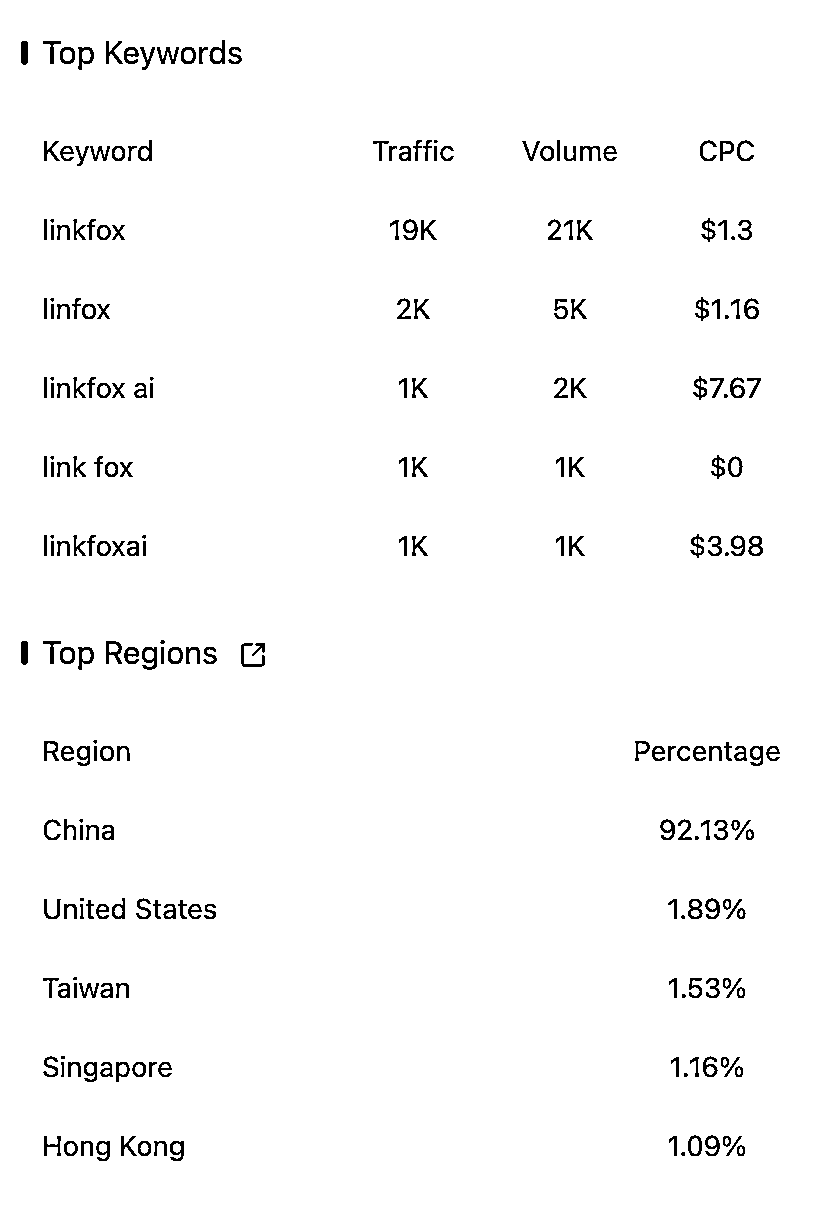 Top Keywords
Keyword Traffic Volume CPC
linkfox 19K 21K $1.3
linfox 2K 5K $1.16
linkfox ai 1K 2K $7.67
link fox 1K 1K $0
linkfoxai 1K 1K $3.98
Top Regions
Region Percentage
China 92.13%
United States 1.89%
Taiwan 1.53%
Singapore 1.16%
Hong Kong 1.09%